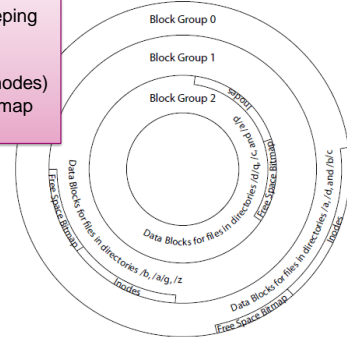 eping
nodes)
map
Block Group 0
Block Group 1
Block Group 2
Inodes
Free Space Bitmap
Data Blocks for files in directories /d/q, /c, and /a/p
Free Space Bitmap
Data Blocks for files in directories /b, /a/g, /z
Inodes
Data Blocks for files in directories /a, /d, and /b/c
Inodes
Free Space Bitmap